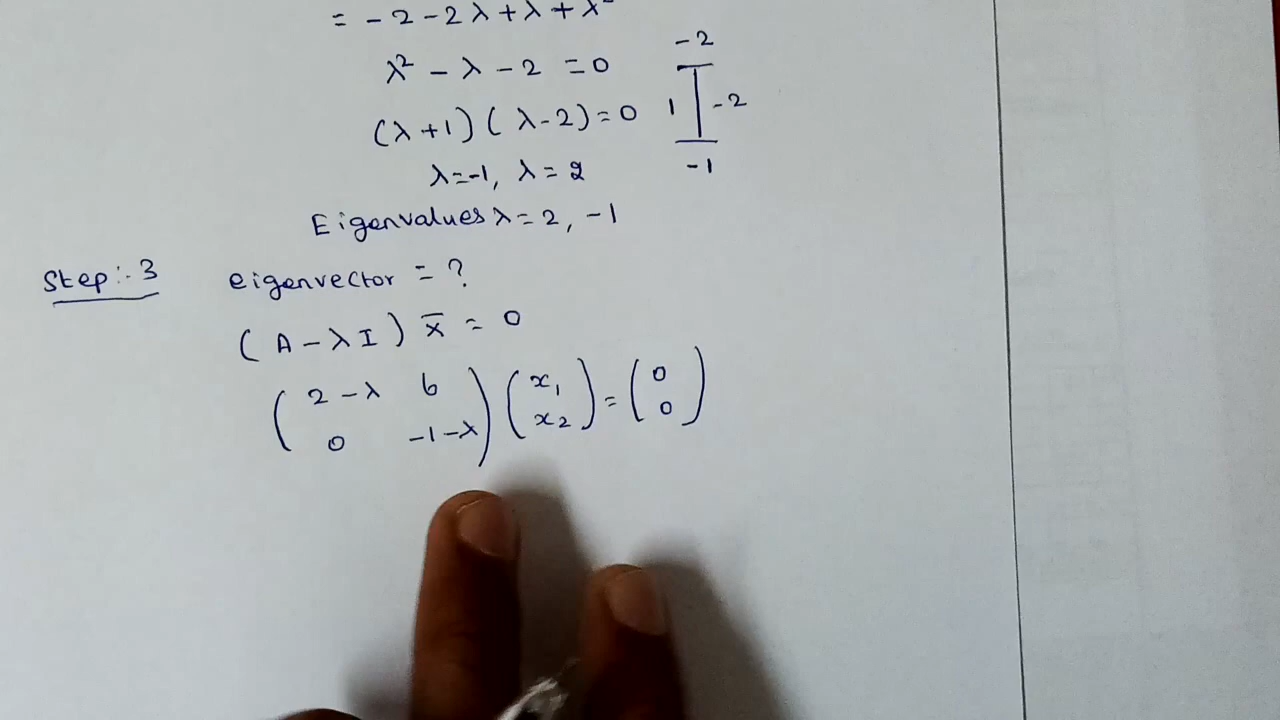 = -2-2λ+λ+λ²
λ² - λ - 2 = 0
(λ+1)(λ-2)=0
-2
1 -2
-1
λ=-1, λ=2
Eigenvalues λ=2, -1
Step:-3 eigenvector = ?
(A-λI) x̅ = 0
(2-λ 6) (x₁) = (0)
(0 -1-λ) (x₂) (0)